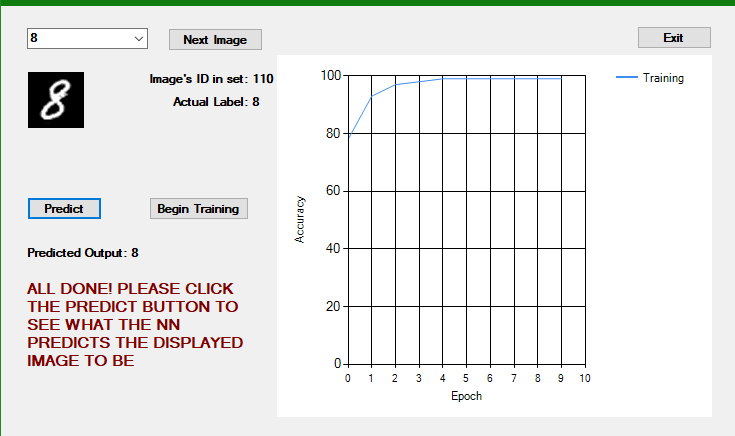 8
Next Image
Exit
8
Image's ID in set: 110
Actual Label: 8
Predict
Begin Training
Predicted Output: 8
ALL DONE! PLEASE CLICK
THE PREDICT BUTTON TO
SEE WHAT THE NN
PREDICTS THE DISPLAYED
IMAGE TO BE
Training
Accuracy
100
80
60
40
20
0
0 1 2 3 4 5 6 7 8 9 10
Epoch